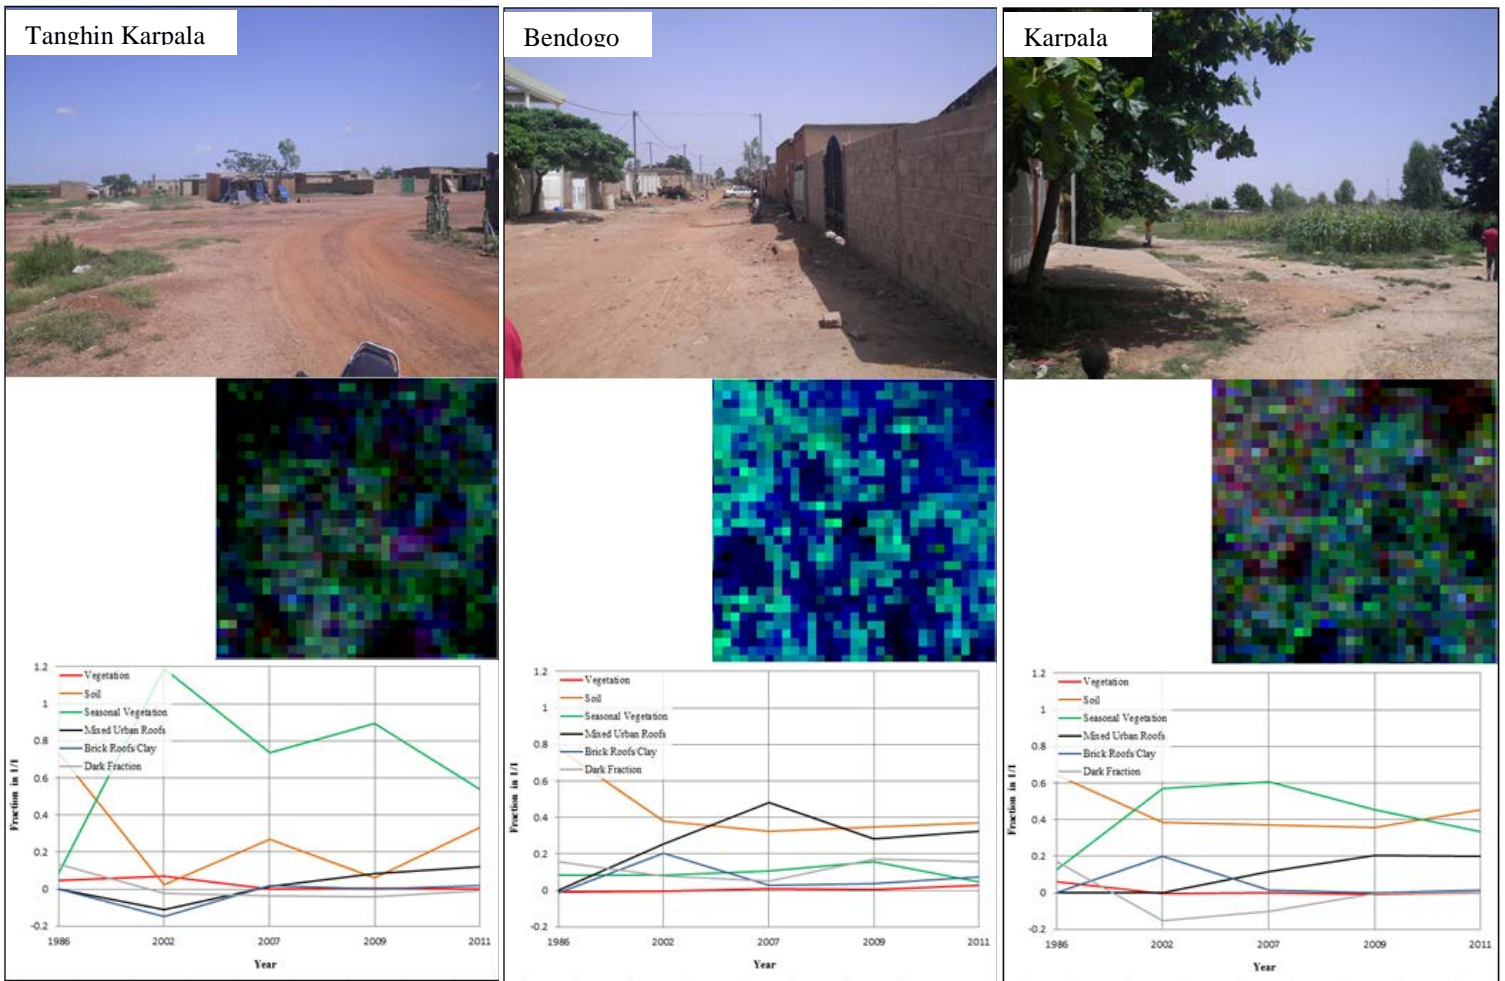 Tanghin Karpala
Bendogo
Karpala
1.2
1
0.8
0.6
0.4
0.2
0
-0.2
Fraction in 1/1
Vegetation
Soil
Seasonal Vegetation
Mixed Urban Roofs
Brick Roofs/Clay
Dark Fraction
1986 2002 2007 2009 2011
Year
1.2
1
0.8
0.6
0.4
0.2
0
-0.2
Fraction in 1/1
Vegetation
Soil
Seasonal Vegetation
Mixed Urban Roofs
Brick Roofs/Clay
Dark Fraction
1986 2002 2007 2009 2011
Year
1.2
1
0.8
0.6
0.4
0.2
0
-0.2
Fraction in 1/1
Vegetation
Soil
Seasonal Vegetation
Mixed Urban Roofs
Brick Roofs/Clay
Dark Fraction
1986 2002 2007 2009 2011
Year